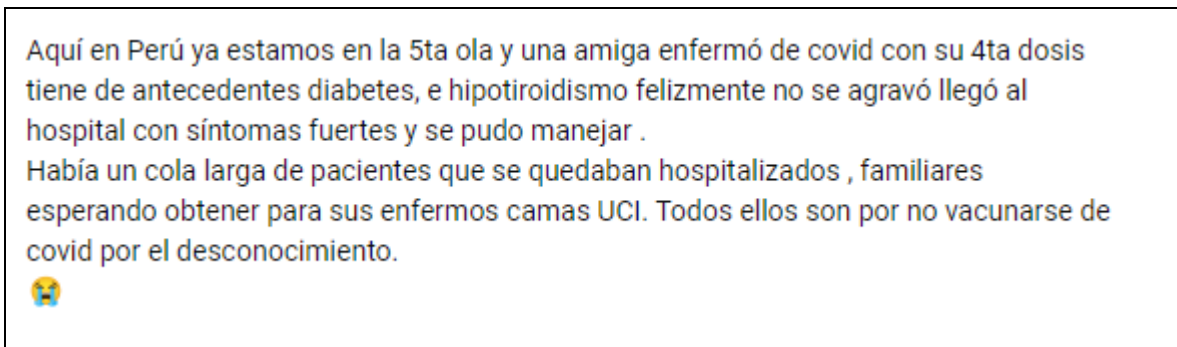 Aquí en Perú ya estamos en la 5ta ola y una amiga enfermó de covid con su 4ta dosis
tiene de antecedentes diabetes, e hipotiroidismo felizmente no se agravó llegó al
hospital con síntomas fuertes y se pudo manejar .
Había un cola larga de pacientes que se quedaban hospitalizados , familiares
esperando obtener para sus enfermos camas UCI. Todos ellos son por no vacunarse de
covid por el desconocimiento.
😭